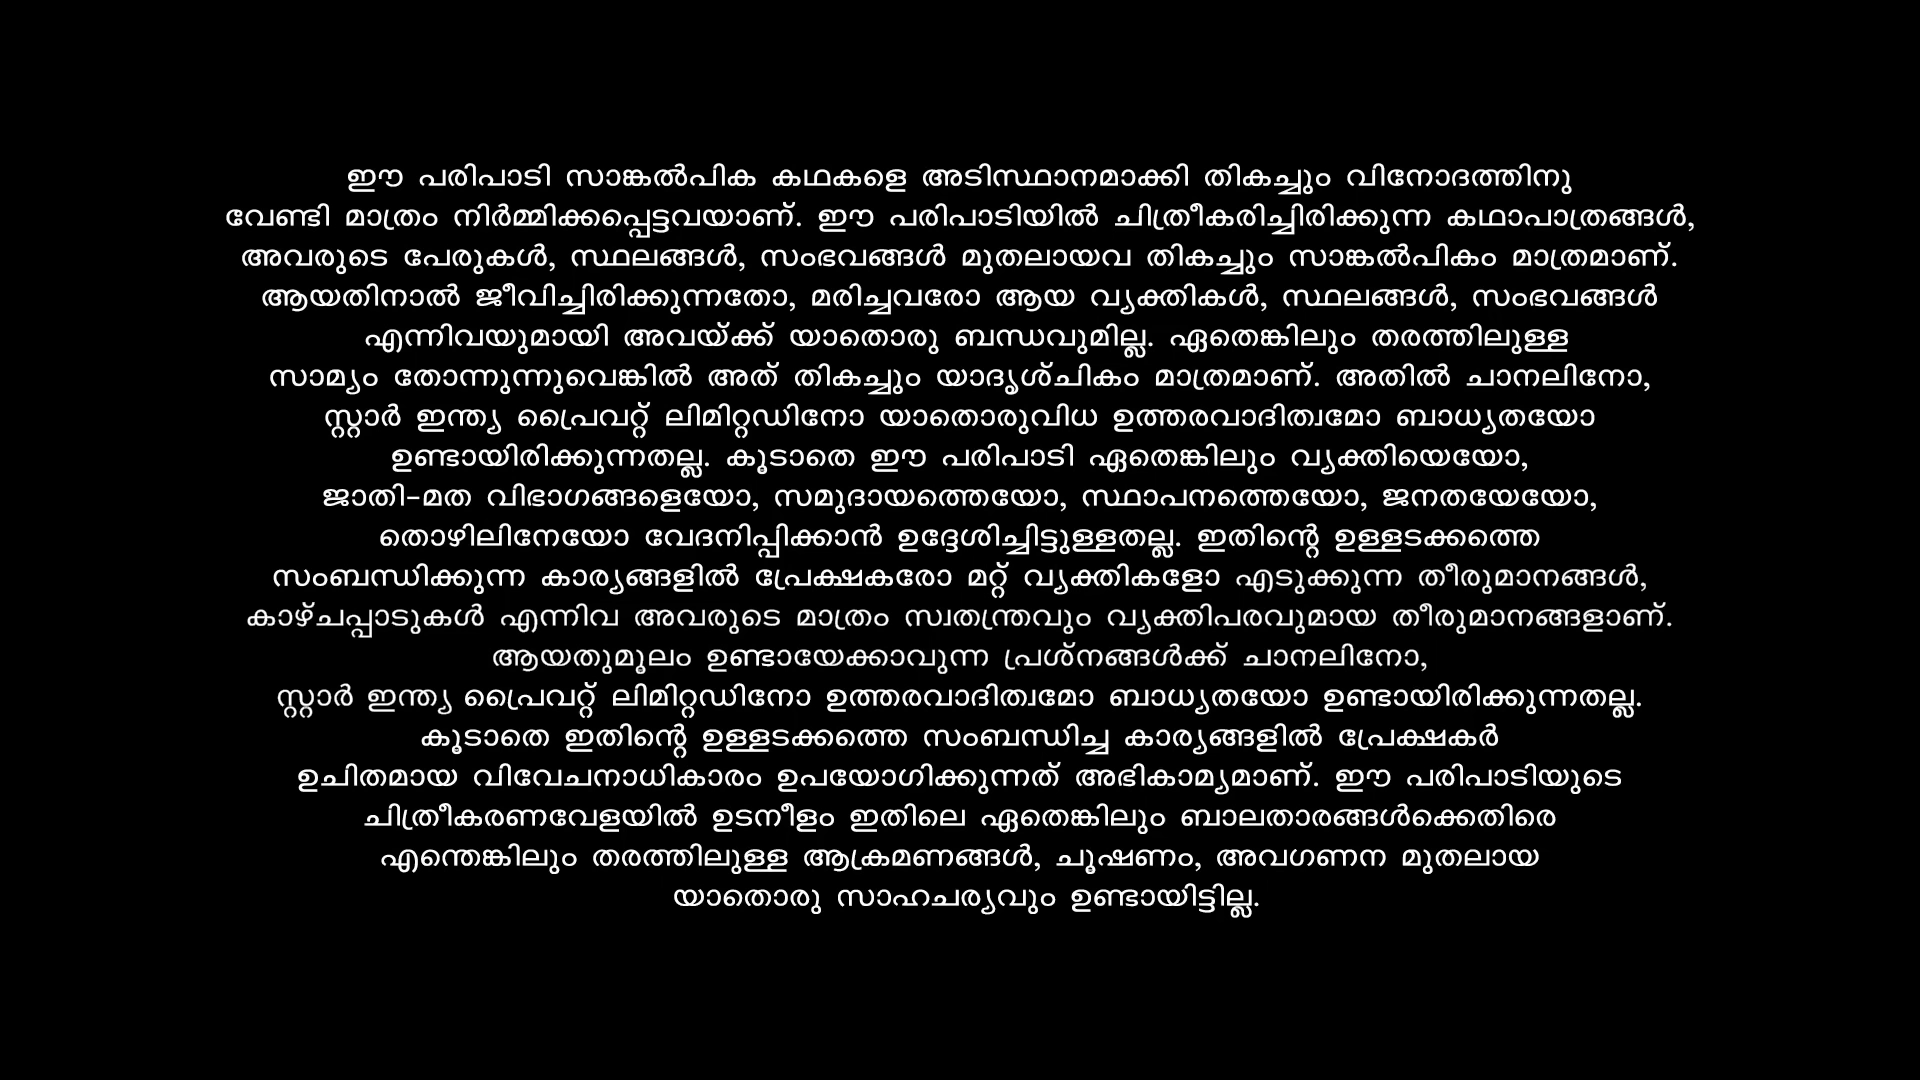 ഈ പരിപാടി സാങ്കൽപിക കഥകളെ അടിസ്ഥാനമാക്കി തികച്ചും വിനോദത്തിനു
വേണ്ടി മാത്രം നിർമ്മിക്കപ്പെട്ടവയാണ്. ഈ പരിപാടിയിൽ ചിത്രീകരിച്ചിരിക്കുന്ന കഥാപാത്രങ്ങൾ,
അവരുടെ പേരുകൾ, സ്ഥലങ്ങൾ, സംഭവങ്ങൾ മുതലായവ തികച്ചും സാങ്കൽപികം മാത്രമാണ്.
ആയതിനാൽ ജീവിച്ചിരിക്കുന്നതോ, മരിച്ചവരോ ആയ വ്യക്തികൾ, സ്ഥലങ്ങൾ, സംഭവങ്ങൾ
എന്നിവയുമായി അവയ്ക്ക് യാതൊരു ബന്ധവുമില്ല. ഏതെങ്കിലും തരത്തിലുള്ള
സാമ്യം തോന്നുന്നുവെങ്കിൽ അത് തികച്ചും യാദൃശ്ചികം മാത്രമാണ്. അതിൽ ചാനലിനോ,
സ്റ്റാർ ഇന്ത്യ പ്രൈവറ്റ് ലിമിറ്റഡിനോ യാതൊരുവിധ ഉത്തരവാദിത്വമോ ബാധ്യതയോ
ഉണ്ടായിരിക്കുന്നതല്ല. കൂടാതെ ഈ പരിപാടി ഏതെങ്കിലും വ്യക്തിയെയോ,
ജാതി-മത വിഭാഗങ്ങളെയോ, സമുദായത്തെയോ, സ്ഥാപനത്തെയോ, ജനതയേയോ,
തൊഴിലിനേയോ വേദനിപ്പിക്കാൻ ഉദ്ദേശിച്ചിട്ടുള്ളതല്ല. ഇതിന്റെ ഉള്ളടക്കത്തെ
സംബന്ധിക്കുന്ന കാര്യങ്ങളിൽ പ്രേക്ഷകരോ മറ്റ് വ്യക്തികളോ എടുക്കുന്ന തീരുമാനങ്ങൾ,
കാഴ്ചപ്പാടുകൾ എന്നിവ അവരുടെ മാത്രം സ്വതന്ത്രവും വ്യക്തിപരവുമായ തീരുമാനങ്ങളാണ്.
ആയതുമൂലം ഉണ്ടായേക്കാവുന്ന പ്രശ്നങ്ങൾക്ക് ചാനലിനോ,
സ്റ്റാർ ഇന്ത്യ പ്രൈവറ്റ് ലിമിറ്റഡിനോ ഉത്തരവാദിത്വമോ ബാധ്യതയോ ഉണ്ടായിരിക്കുന്നതല്ല.
കൂടാതെ ഇതിന്റെ ഉള്ളടക്കത്തെ സംബന്ധിച്ച കാര്യങ്ങളിൽ പ്രേക്ഷകർ
ഉചിതമായ വിവേചനാധികാരം ഉപയോഗിക്കുന്നത് അഭികാമ്യമാണ്. ഈ പരിപാടിയുടെ
ചിത്രീകരണവേളയിൽ ഉടനീളം ഇതിലെ ഏതെങ്കിലും ബാലതാരങ്ങൾക്കെതിരെ
എന്തെങ്കിലും തരത്തിലുള്ള ആക്രമണങ്ങൾ, ചൂഷണം, അവഗണന മുതലായ
യാതൊരു സാഹചര്യവും ഉണ്ടായിട്ടില്ല.